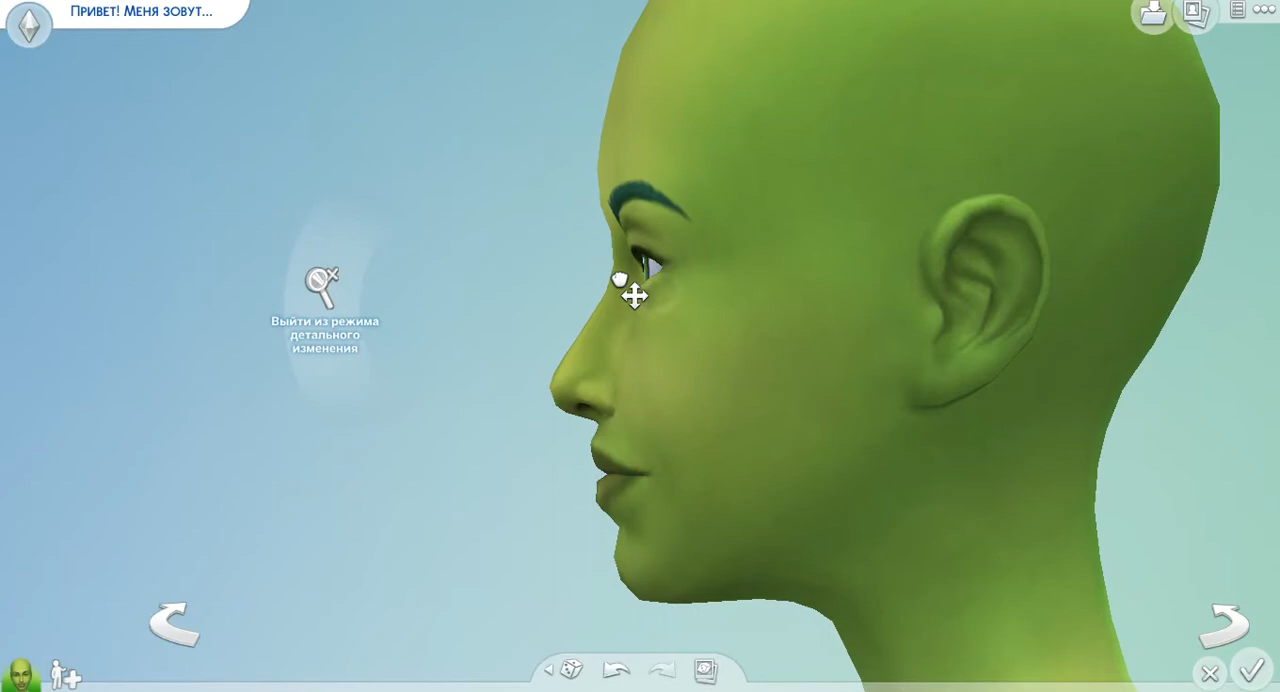 Привет! Меня зовут...
Выйти из режима
детального
изменения